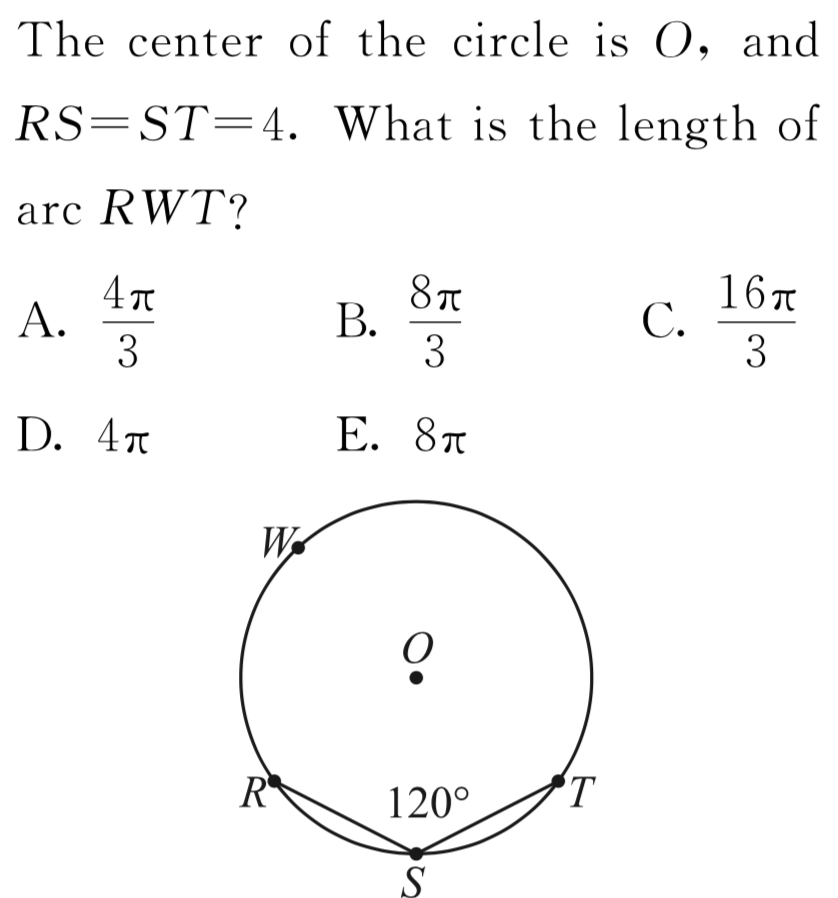 The center of the circle is O, and
RS=ST=4. What is the length of
arc RWT?
A. 4π/3 B. 8π/3 C. 16π/3
D. 4π E. 8π
W
O
R 120° T
S